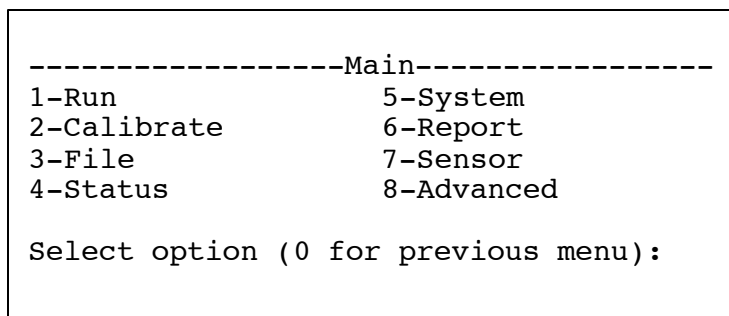 ------------------Main-----------------
1-Run 5-System
2-Calibrate 6-Report
3-File 7-Sensor
4-Status 8-Advanced
Select option (0 for previous menu):